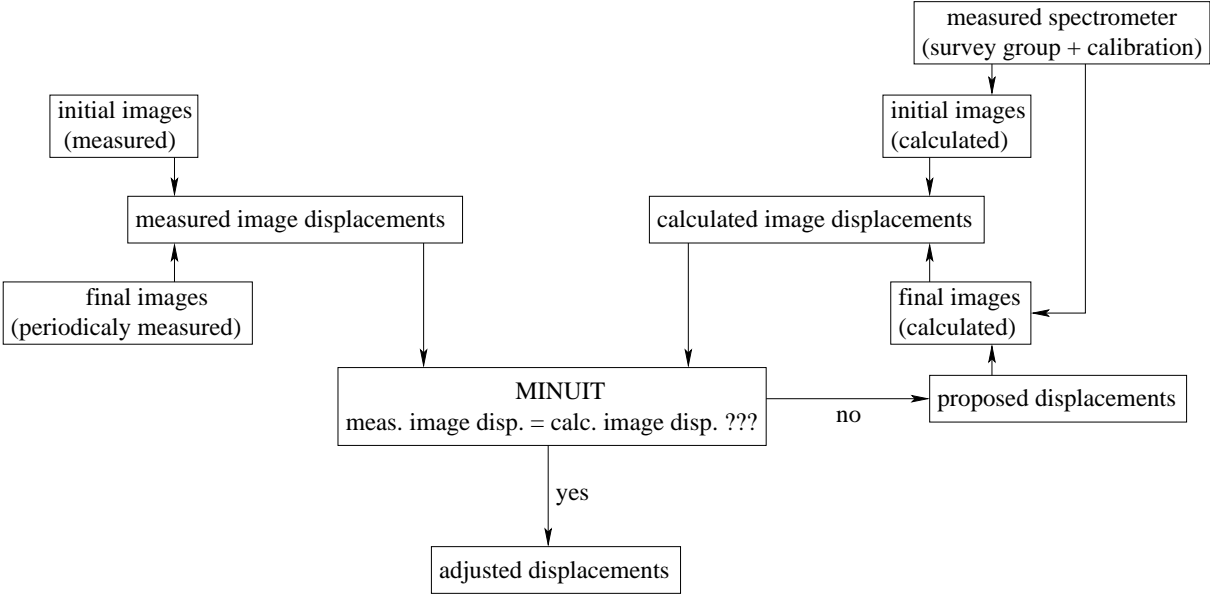 measured spectrometer
(survey group + calibration)
initial images
(measured)
initial images
(calculated)
measured image displacements
calculated image displacements
final images
(periodicaly measured)
final images
(calculated)
MINUIT
meas. image disp. = calc. image disp. ???
no
proposed displacements
yes
adjusted displacements